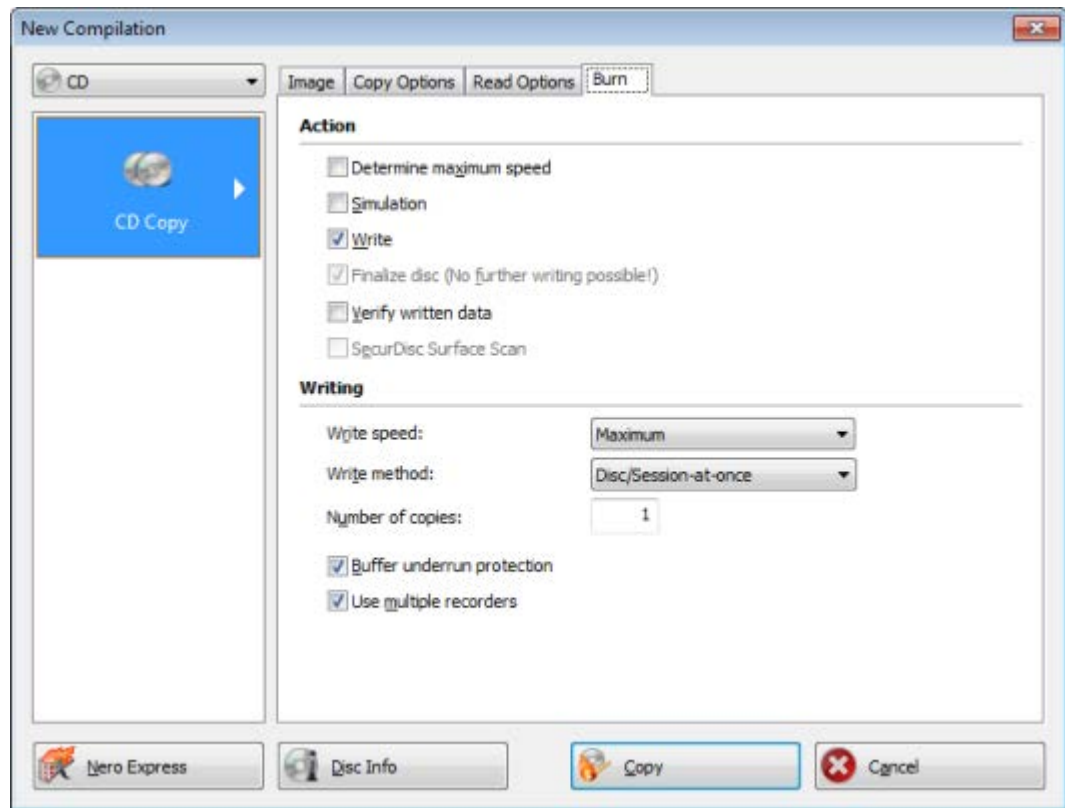 New Compilation
CD
Image Copy Options Read Options Burn
CD Copy
Action
Determine maximum speed
Simulation
Write
Finalize disc (No further writing possible!)
Verify written data
SecurDisc Surface Scan
Writing
Write speed: Maximum
Write method: Disc/Session-at-once
Number of copies: 1
Buffer underrun protection
Use multiple recorders
Nero Express Disc Info Copy Cancel